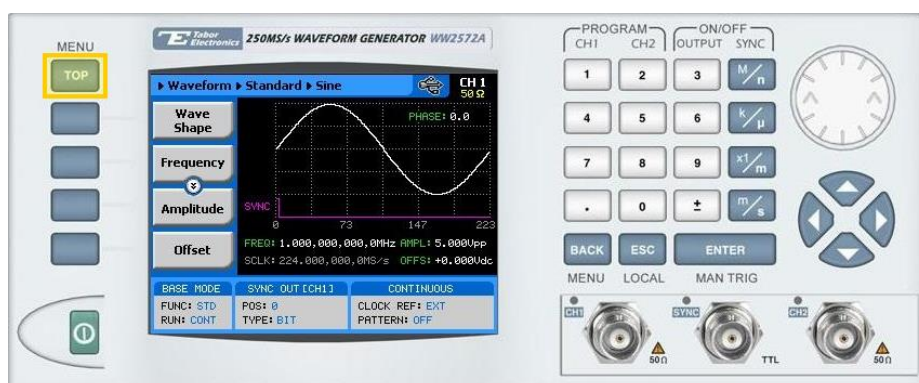 MENU
TOP
Tabor
Electronics
250MS/s WAVEFORM GENERATOR WW2572A
Waveform Standard Sine
CH 1
50 Ω
Wave
Shape
Frequency
Amplitude
Offset
PHASE: 0.0
SYNC
0 73 147 223
FREQ: 1.000,000,000,0MHz AMPL: 5.000Vpp
SCLK: 224.000,000,0MS/s OFFS: +0.000Vdc
BASE MODE
FUNC: STD
RUN: CONT
SYNC OUT [CH1]
POS: 0
TYPE: BIT
CONTINUOUS
CLOCK REF: EXT
PATTERN: OFF
PROGRAM ON/OFF
CH1 CH2 OUTPUT SYNC
1 2 3 M/n
4 5 6 k/µ
7 8 9 x1/m
. 0 ± m/s
BACK ESC ENTER
MENU LOCAL MAN TRIG
CH1 SYNC CH2
50Ω TTL 50Ω